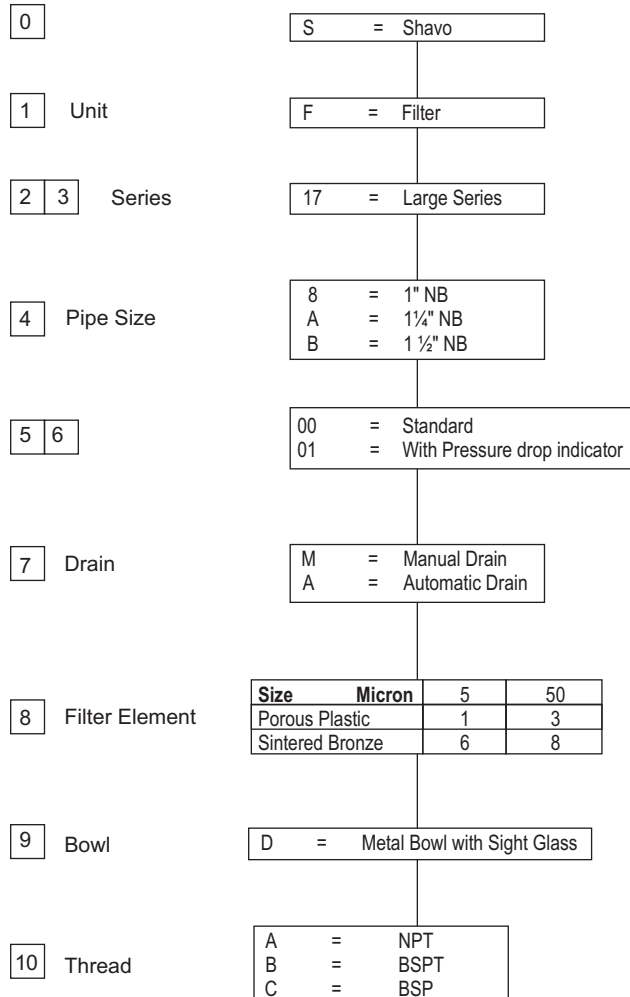 0 S = Shavo
1 Unit F = Filter
2 3 Series 17 = Large Series
4 Pipe Size
8 = 1" NB
A = 1¼" NB
B = 1 ½" NB
5 6
00 = Standard
01 = With Pressure drop indicator
7 Drain
M = Manual Drain
A = Automatic Drain
8 Filter Element
Size Micron 5 50
Porous Plastic 1 3
Sintered Bronze 6 8
9 Bowl D = Metal Bowl with Sight Glass
10 Thread
A = NPT
B = BSPT
C = BSP